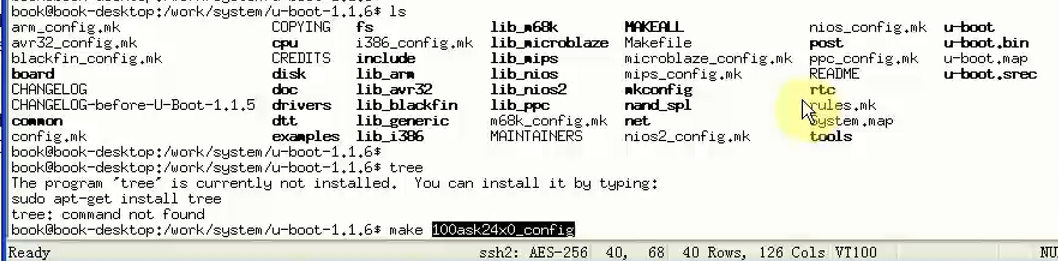 book@book-desktop:/work/system/u-boot-1.1.6$ ls
arm_config.mk COPYING fs lib_m68k MAKEALL nios_config.mk u-boot
avr32_config.mk cpu i386_config.mk lib_microblaze Makefile post u-boot.bin
blackfin_config.mk CREDITS include lib_mips microblaze_config.mk ppc_config.mk u-boot.map
board disk lib_arm lib_nios mips_config.mk README u-boot.srec
CHANGELOG doc lib_avr32 lib_nios2 mkconfig rtc
CHANGELOG-before-U-Boot-1.1.5 drivers lib_blackfin lib_ppc nand_spl rules.mk
common dtt lib_generic m68k_config.mk net System.map
config.mk examples lib_i386 MAINTAINERS nios2_config.mk tools
book@book-desktop:/work/system/u-boot-1.1.6$
book@book-desktop:/work/system/u-boot-1.1.6$ tree
The program 'tree' is currently not installed. You can install it by typing:
sudo apt-get install tree
tree: command not found
book@book-desktop:/work/system/u-boot-1.1.6$ make 100ask24x0_config
Ready ssh2: AES-256 40, 68 40 Rows, 126 Cols VT100 NU